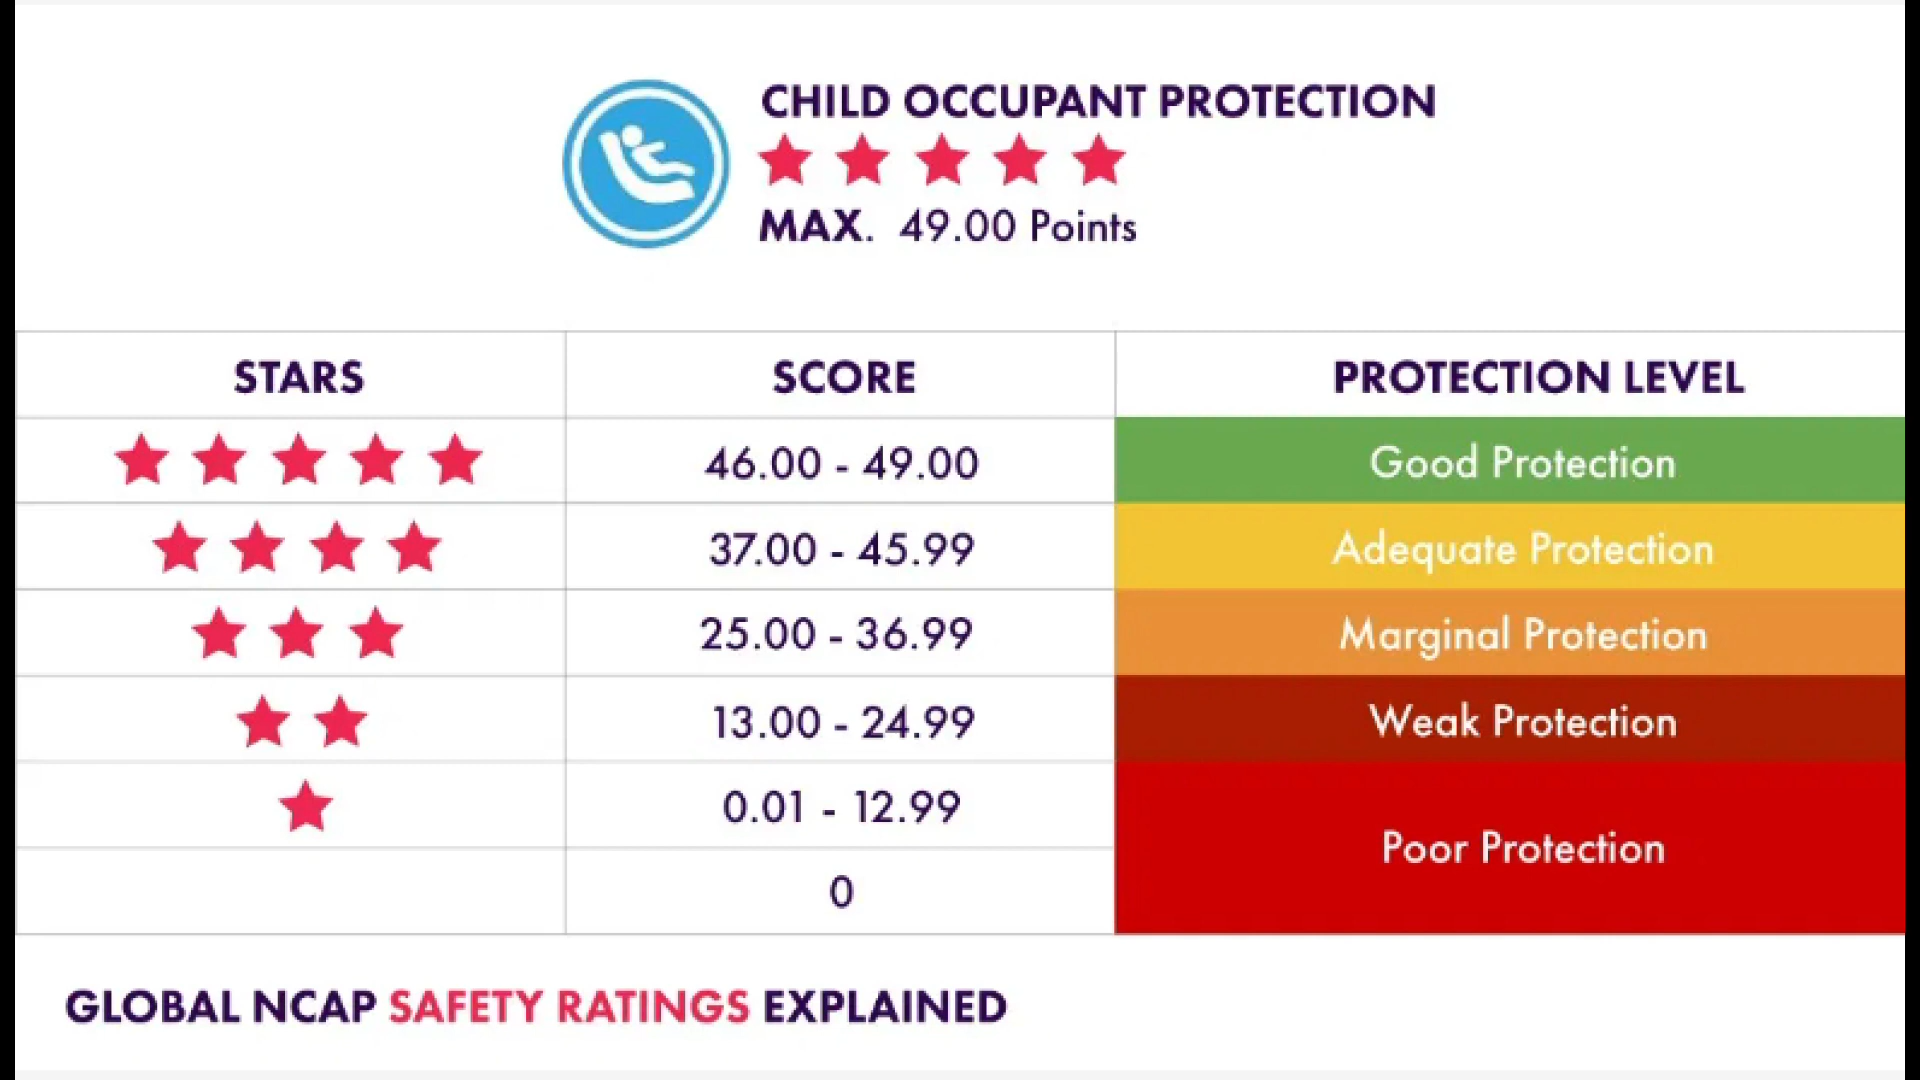 CHILD OCCUPANT PROTECTION
MAX. 49.00 Points
STARS SCORE PROTECTION LEVEL
46.00 - 49.00 Good Protection
37.00 - 45.99 Adequate Protection
25.00 - 36.99 Marginal Protection
13.00 - 24.99 Weak Protection
0.01 - 12.99
Poor Protection
0
GLOBAL NCAP SAFETY RATINGS EXPLAINED